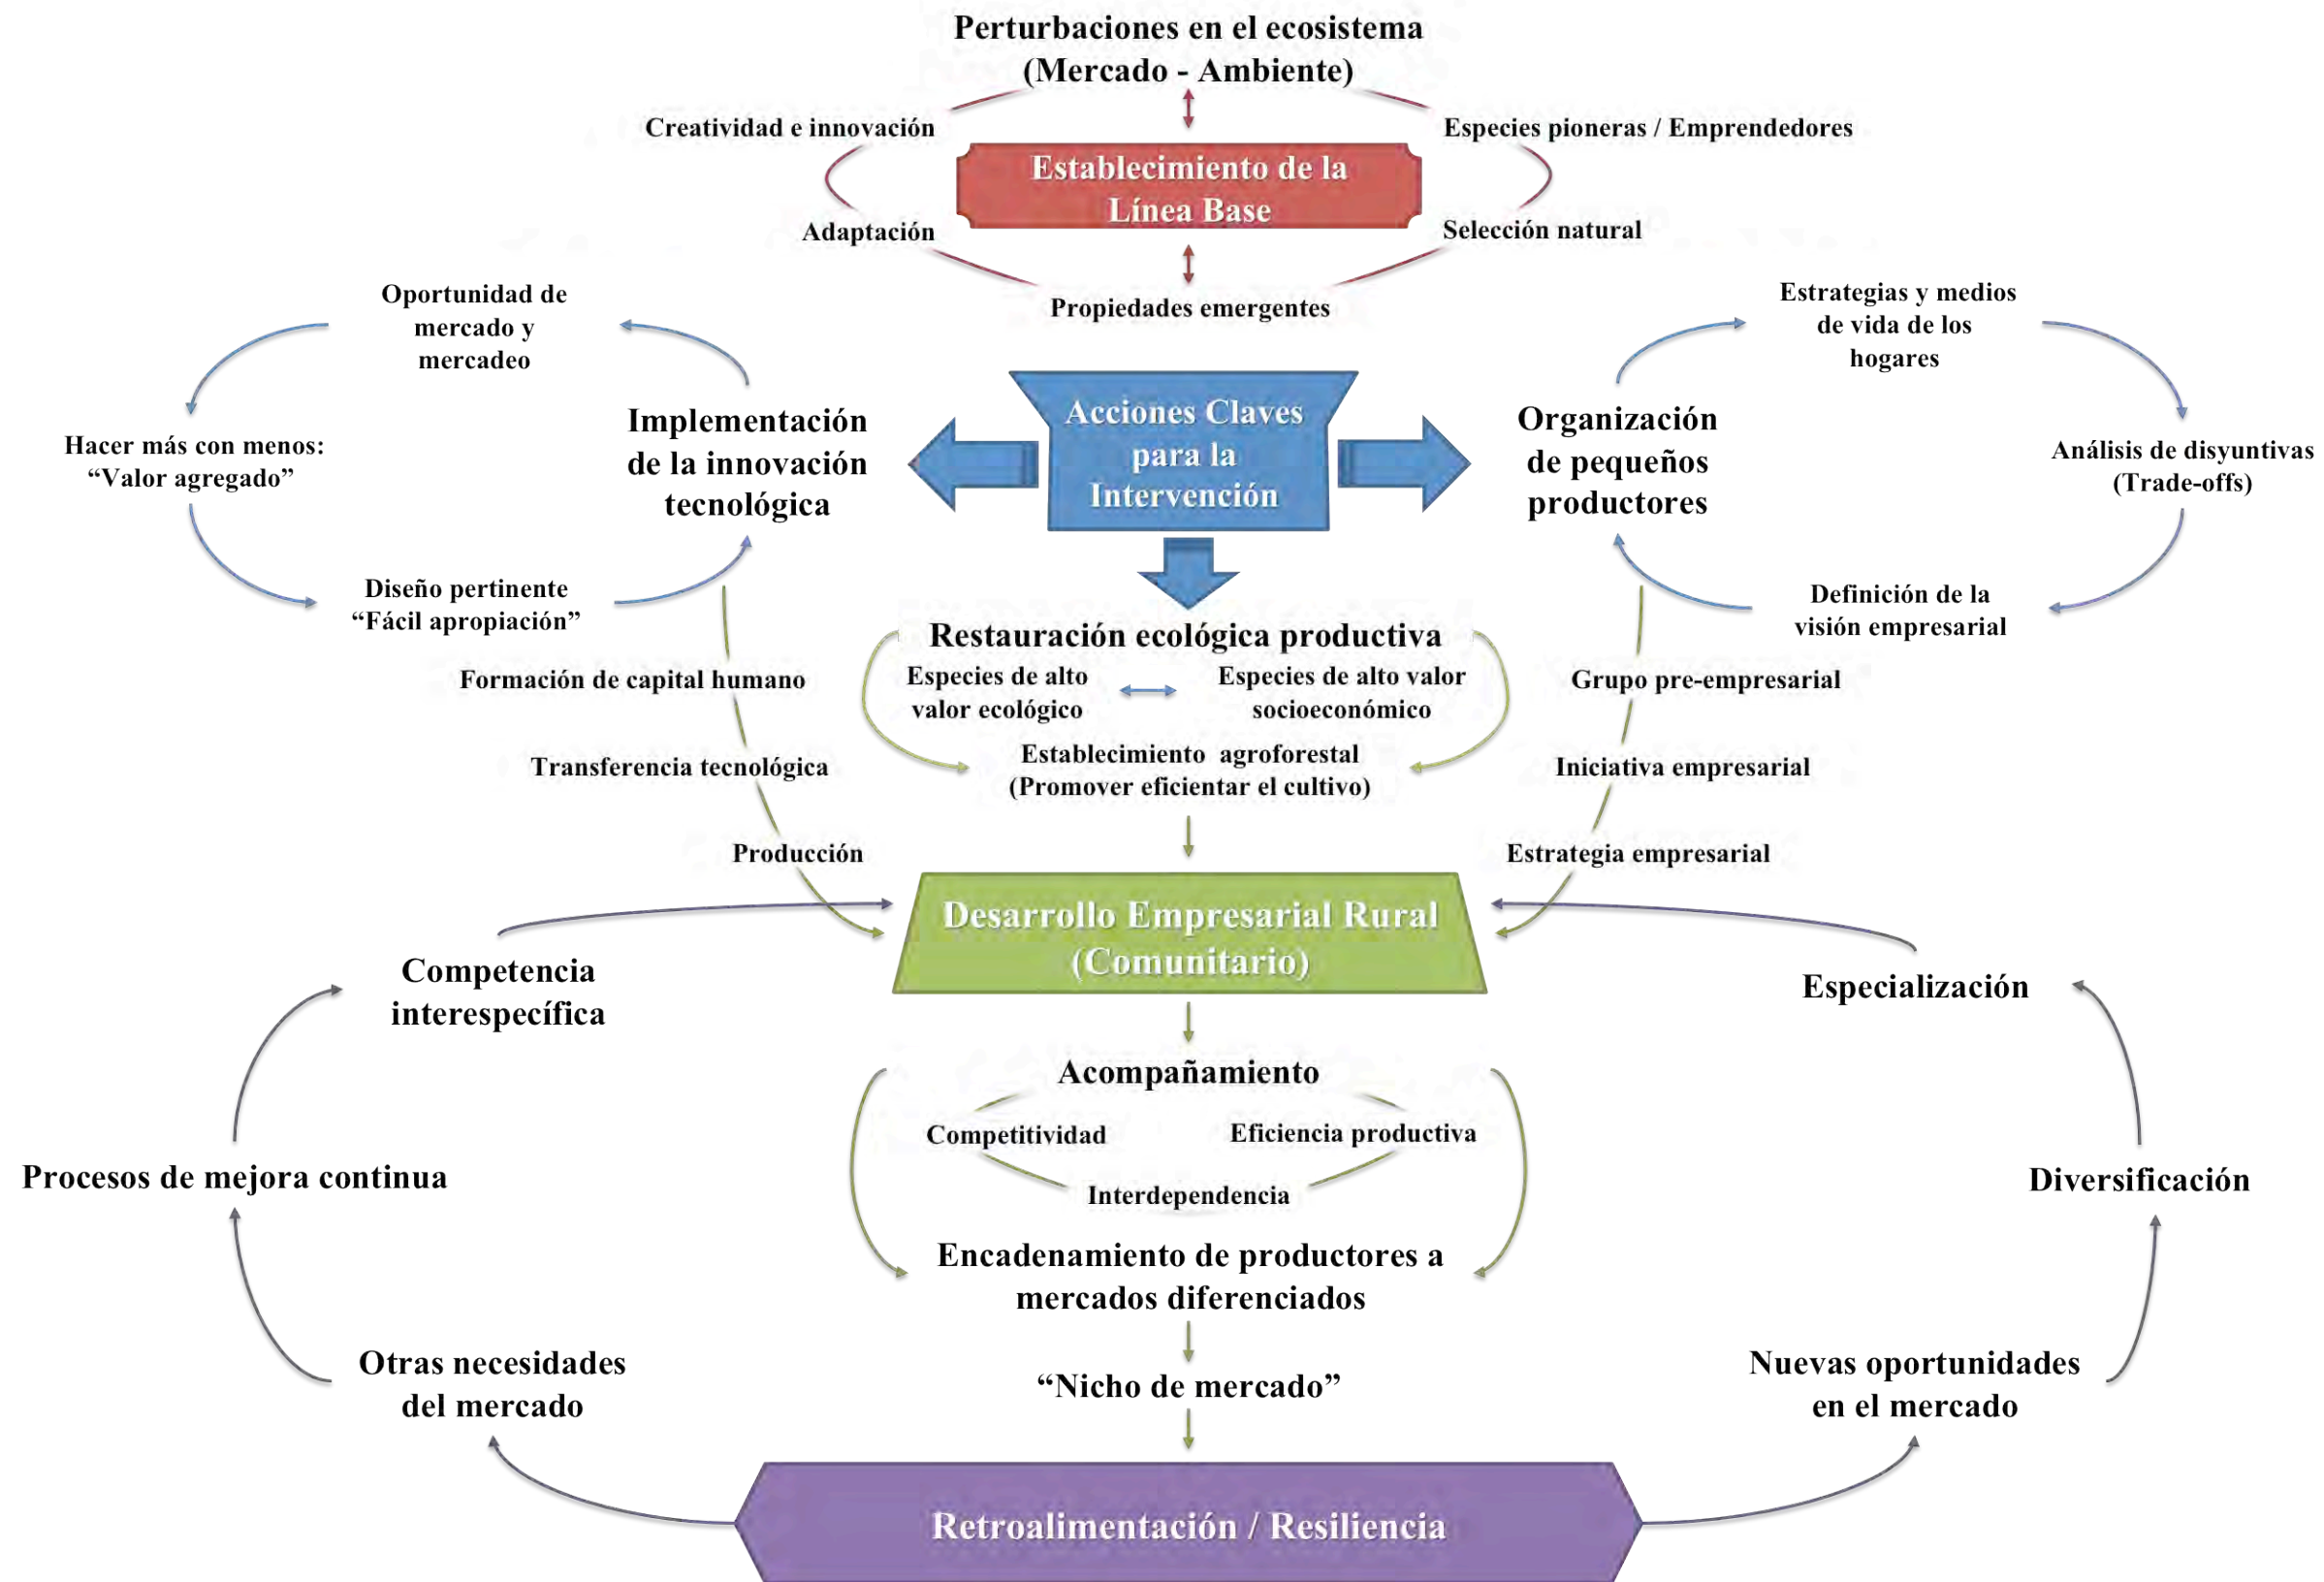 Perturbaciones en el ecosistema
(Mercado - Ambiente)
Creatividad e innovación
Especies pioneras / Emprendedores
Establecimiento de la
Línea Base
Adaptación
Selección natural
Propiedades emergentes
Oportunidad de
mercado y
mercadeo
Hacer más con menos:
“Valor agregado”
Diseño pertinente
“Fácil apropiación”
Implementación
de la innovación
tecnológica
Acciones Claves
para la
Intervención
Organización
de pequeños
productores
Estrategias y medios
de vida de los
hogares
Análisis de disyuntivas
(Trade-offs)
Definición de la
visión empresarial
Formación de capital humano
Transferencia tecnológica
Producción
Restauración ecológica productiva
Especies de alto
valor ecológico
Especies de alto valor
socioeconómico
Establecimiento agroforestal
(Promover eficientar el cultivo)
Grupo pre-empresarial
Iniciativa empresarial
Estrategia empresarial
Desarrollo Empresarial Rural
(Comunitario)
Competencia
interespecífica
Especialización
Acompañamiento
Competitividad
Eficiencia productiva
Interdependencia
Procesos de mejora continua
Diversificación
Encadenamiento de productores a
mercados diferenciados
Otras necesidades
del mercado
“Nicho de mercado”
Nuevas oportunidades
en el mercado
Retroalimentación / Resiliencia